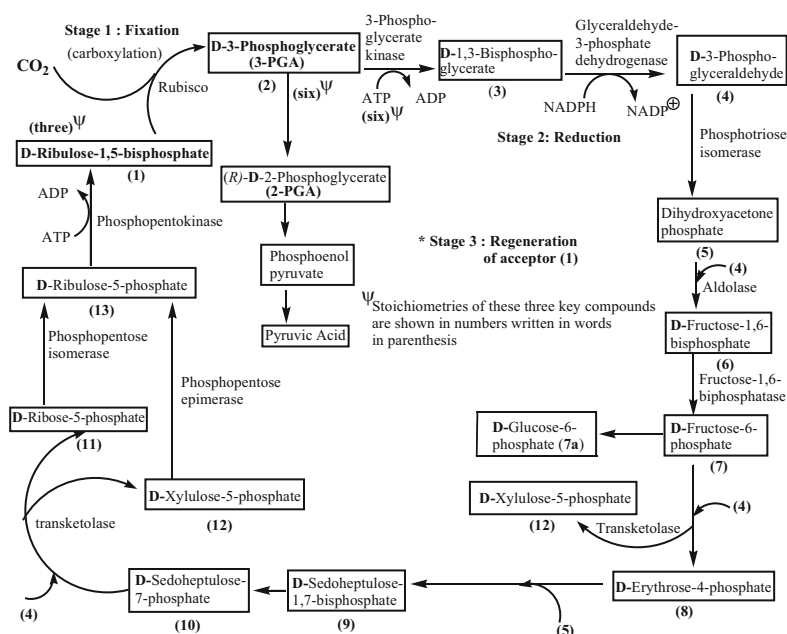 Stage 1 : Fixation
(carboxylation)
CO2
Rubisco
D-3-Phosphoglycerate
(3-PGA)
(2)
3-Phospho-
glycerate
kinase
ATP
ADP
(six)Ψ
(six)Ψ
D-1,3-Bisphospho-
glycerate
(3)
Glyceraldehyde-
3-phosphate
dehydrogenase
NADPH
NADP⊕
D-3-Phospho-
glyceraldehyde
(4)
Stage 2: Reduction
Phosphotriose
isomerase
(three)Ψ
D-Ribulose-1,5-bisphosphate
(1)
ADP
ATP
Phosphopentokinase
(R)-D-2-Phosphoglycerate
(2-PGA)
Phosphoenol
pyruvate
Pyruvic Acid
* Stage 3 : Regeneration
of acceptor (1)
ΨStoichiometries of these three key compounds
are shown in numbers written in words
in parenthesis
Dihydroxyacetone
phosphate
(5)
(4)
Aldolase
D-Fructose-1,6-
bisphosphate
(6)
Fructose-1,6-
biphosphatase
D-Fructose-6-
phosphate
(7)
D-Glucose-6-
phosphate (7a)
D-Ribulose-5-phosphate
(13)
Phosphopentose
isomerase
Phosphopentose
epimerase
D-Ribose-5-phosphate
(11)
D-Xylulose-5-phosphate
(12)
transketolase
D-Xylulose-5-phosphate
(12)
Transketolase
(4)
D-Erythrose-4-phosphate
(8)
(5)
D-Sedoheptulose-
1,7-bisphosphate
(9)
D-Sedoheptulose-
7-phosphate
(10)
(4)